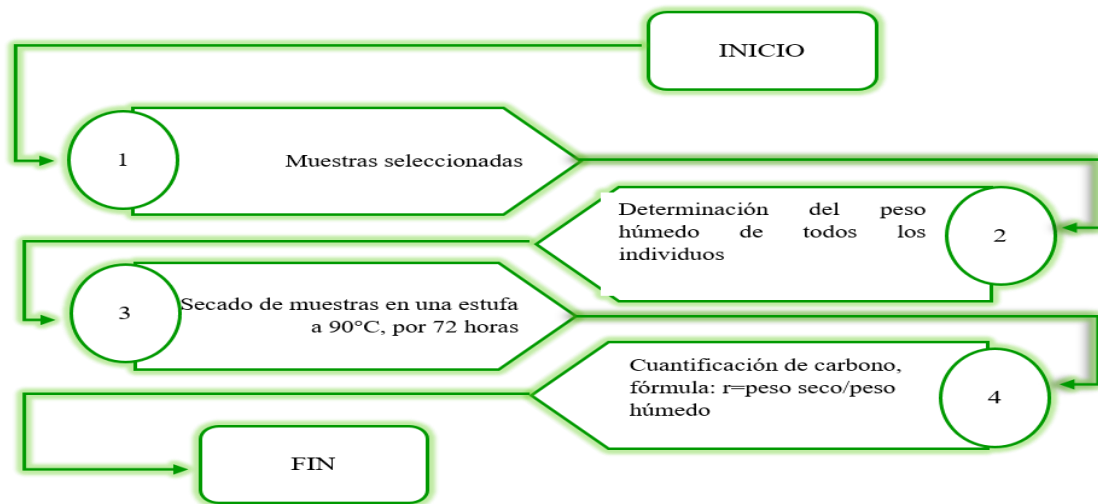 INICIO
1
Muestras seleccionadas
Determinación del peso
húmedo de todos los
individuos
2
3
Secado de muestras en una estufa
a 90°C, por 72 horas
Cuantificación de carbono,
fórmula: r=peso seco/peso
húmedo
4
FIN